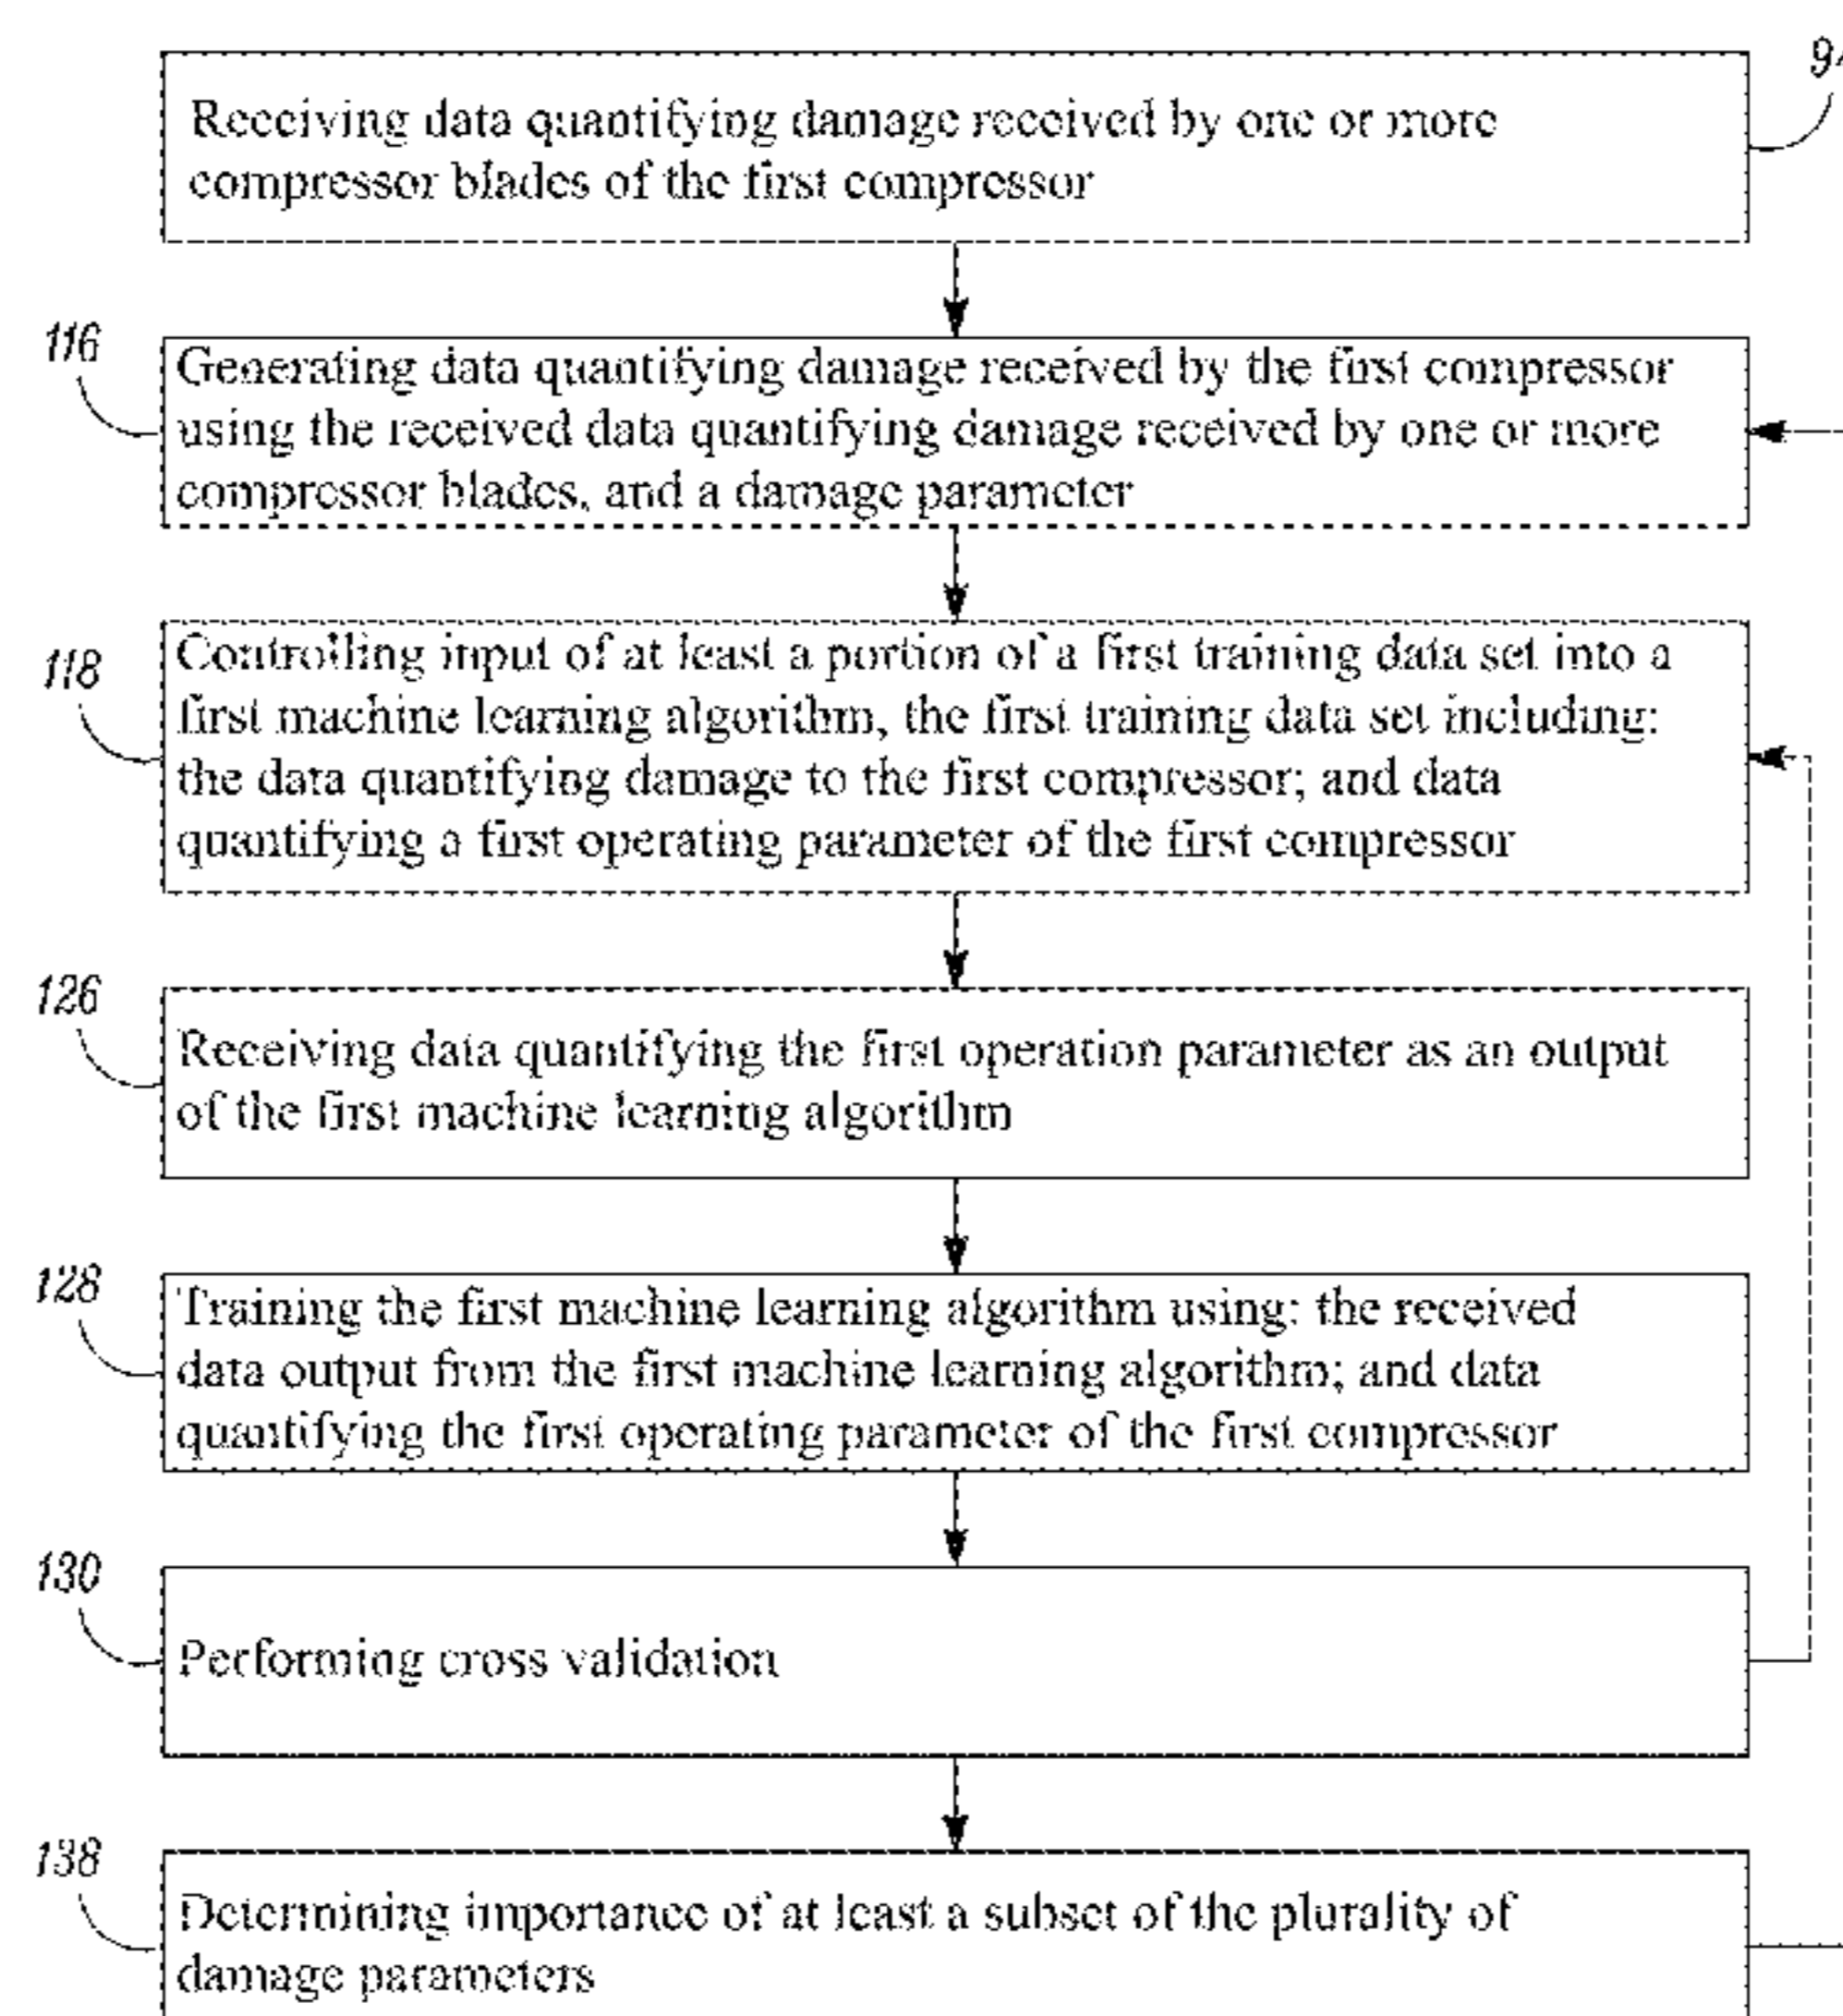 Receiving data quantifying damage received by one or more
compressor blades of the first compressor
116
Generating data quantifying damage received by the first compressor
using the received data quantifying damage received by one or more
compressor blades, and a damage parameter
118
Controlling input of at least a portion of a first training data set into a
first machine learning algorithm, the first training data set including:
the data quantifying damage to the first compressor; and data
quantifying a first operating parameter of the first compressor
126
Receiving data quantifying the first operation parameter as an output
of the first machine learning algorithm
128
Training the first machine learning algorithm using: the received
data output from the first machine learning algorithm; and data
quantifying the first operating parameter of the first compressor
130
Performing cross validation
138
Determining importance of at least a subset of the plurality of
damage parameters